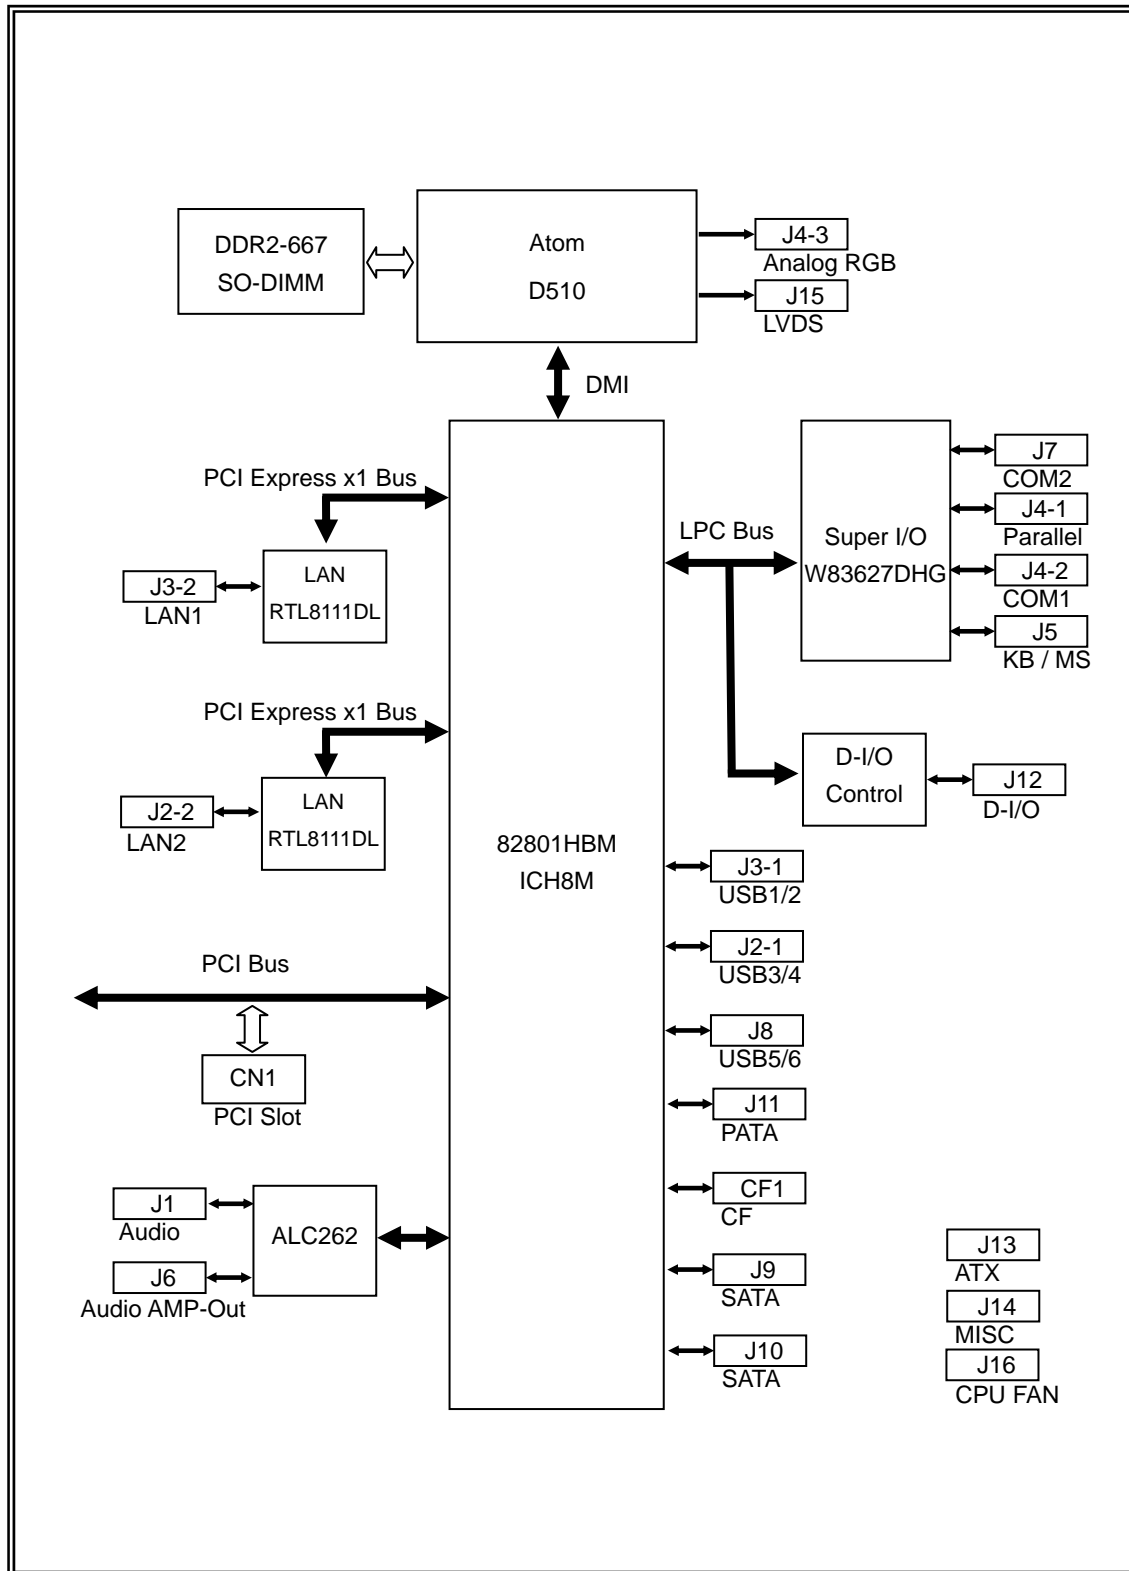 DDR2-667
SO-DIMM
Atom
D510
J4-3
Analog RGB
J15
LVDS
DMI
PCI Express x1 Bus
LAN
RTL8111DL
J3-2
LAN1
PCI Express x1 Bus
LAN
RTL8111DL
J2-2
LAN2
82801HBM
ICH8M
LPC Bus
Super I/O
W83627DHG
J7
COM2
J4-1
Parallel
J4-2
COM1
J5
KB / MS
D-I/O
Control
J12
D-I/O
J3-1
USB1/2
J2-1
USB3/4
J8
USB5/6
J11
PATA
CF1
CF
J9
SATA
J10
SATA
PCI Bus
CN1
PCI Slot
J1
Audio
J6
Audio AMP-Out
ALC262
J13
ATX
J14
MISC
J16
CPU FAN